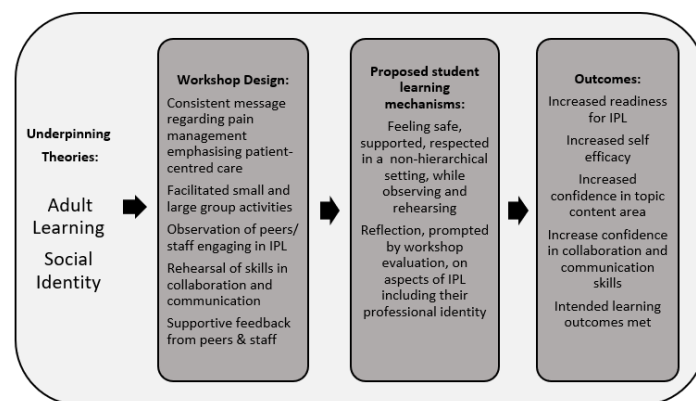 Underpinning
Theories:
Adult
Learning
Social
Identity
Workshop Design:
Consistent message
regarding pain
management
emphasising patient-
centred care
Facilitated small and
large group activities
Observation of peers/
staff engaging in IPL
Rehearsal of skills in
collaboration and
communication
Supportive feedback
from peers & staff
Proposed student
learning
mechanisms:
Feeling safe,
supported, respected
in a non-hierarchical
setting, while
observing and
rehearsing
Reflection, prompted
by workshop
evaluation, on
aspects of IPL
including their
professional identity
Outcomes:
Increased readiness
for IPL
Increased self
efficacy
Increased
confidence in topic
content area
Increase confidence
in collaboration and
communication
skills
Intended learning
outcomes met